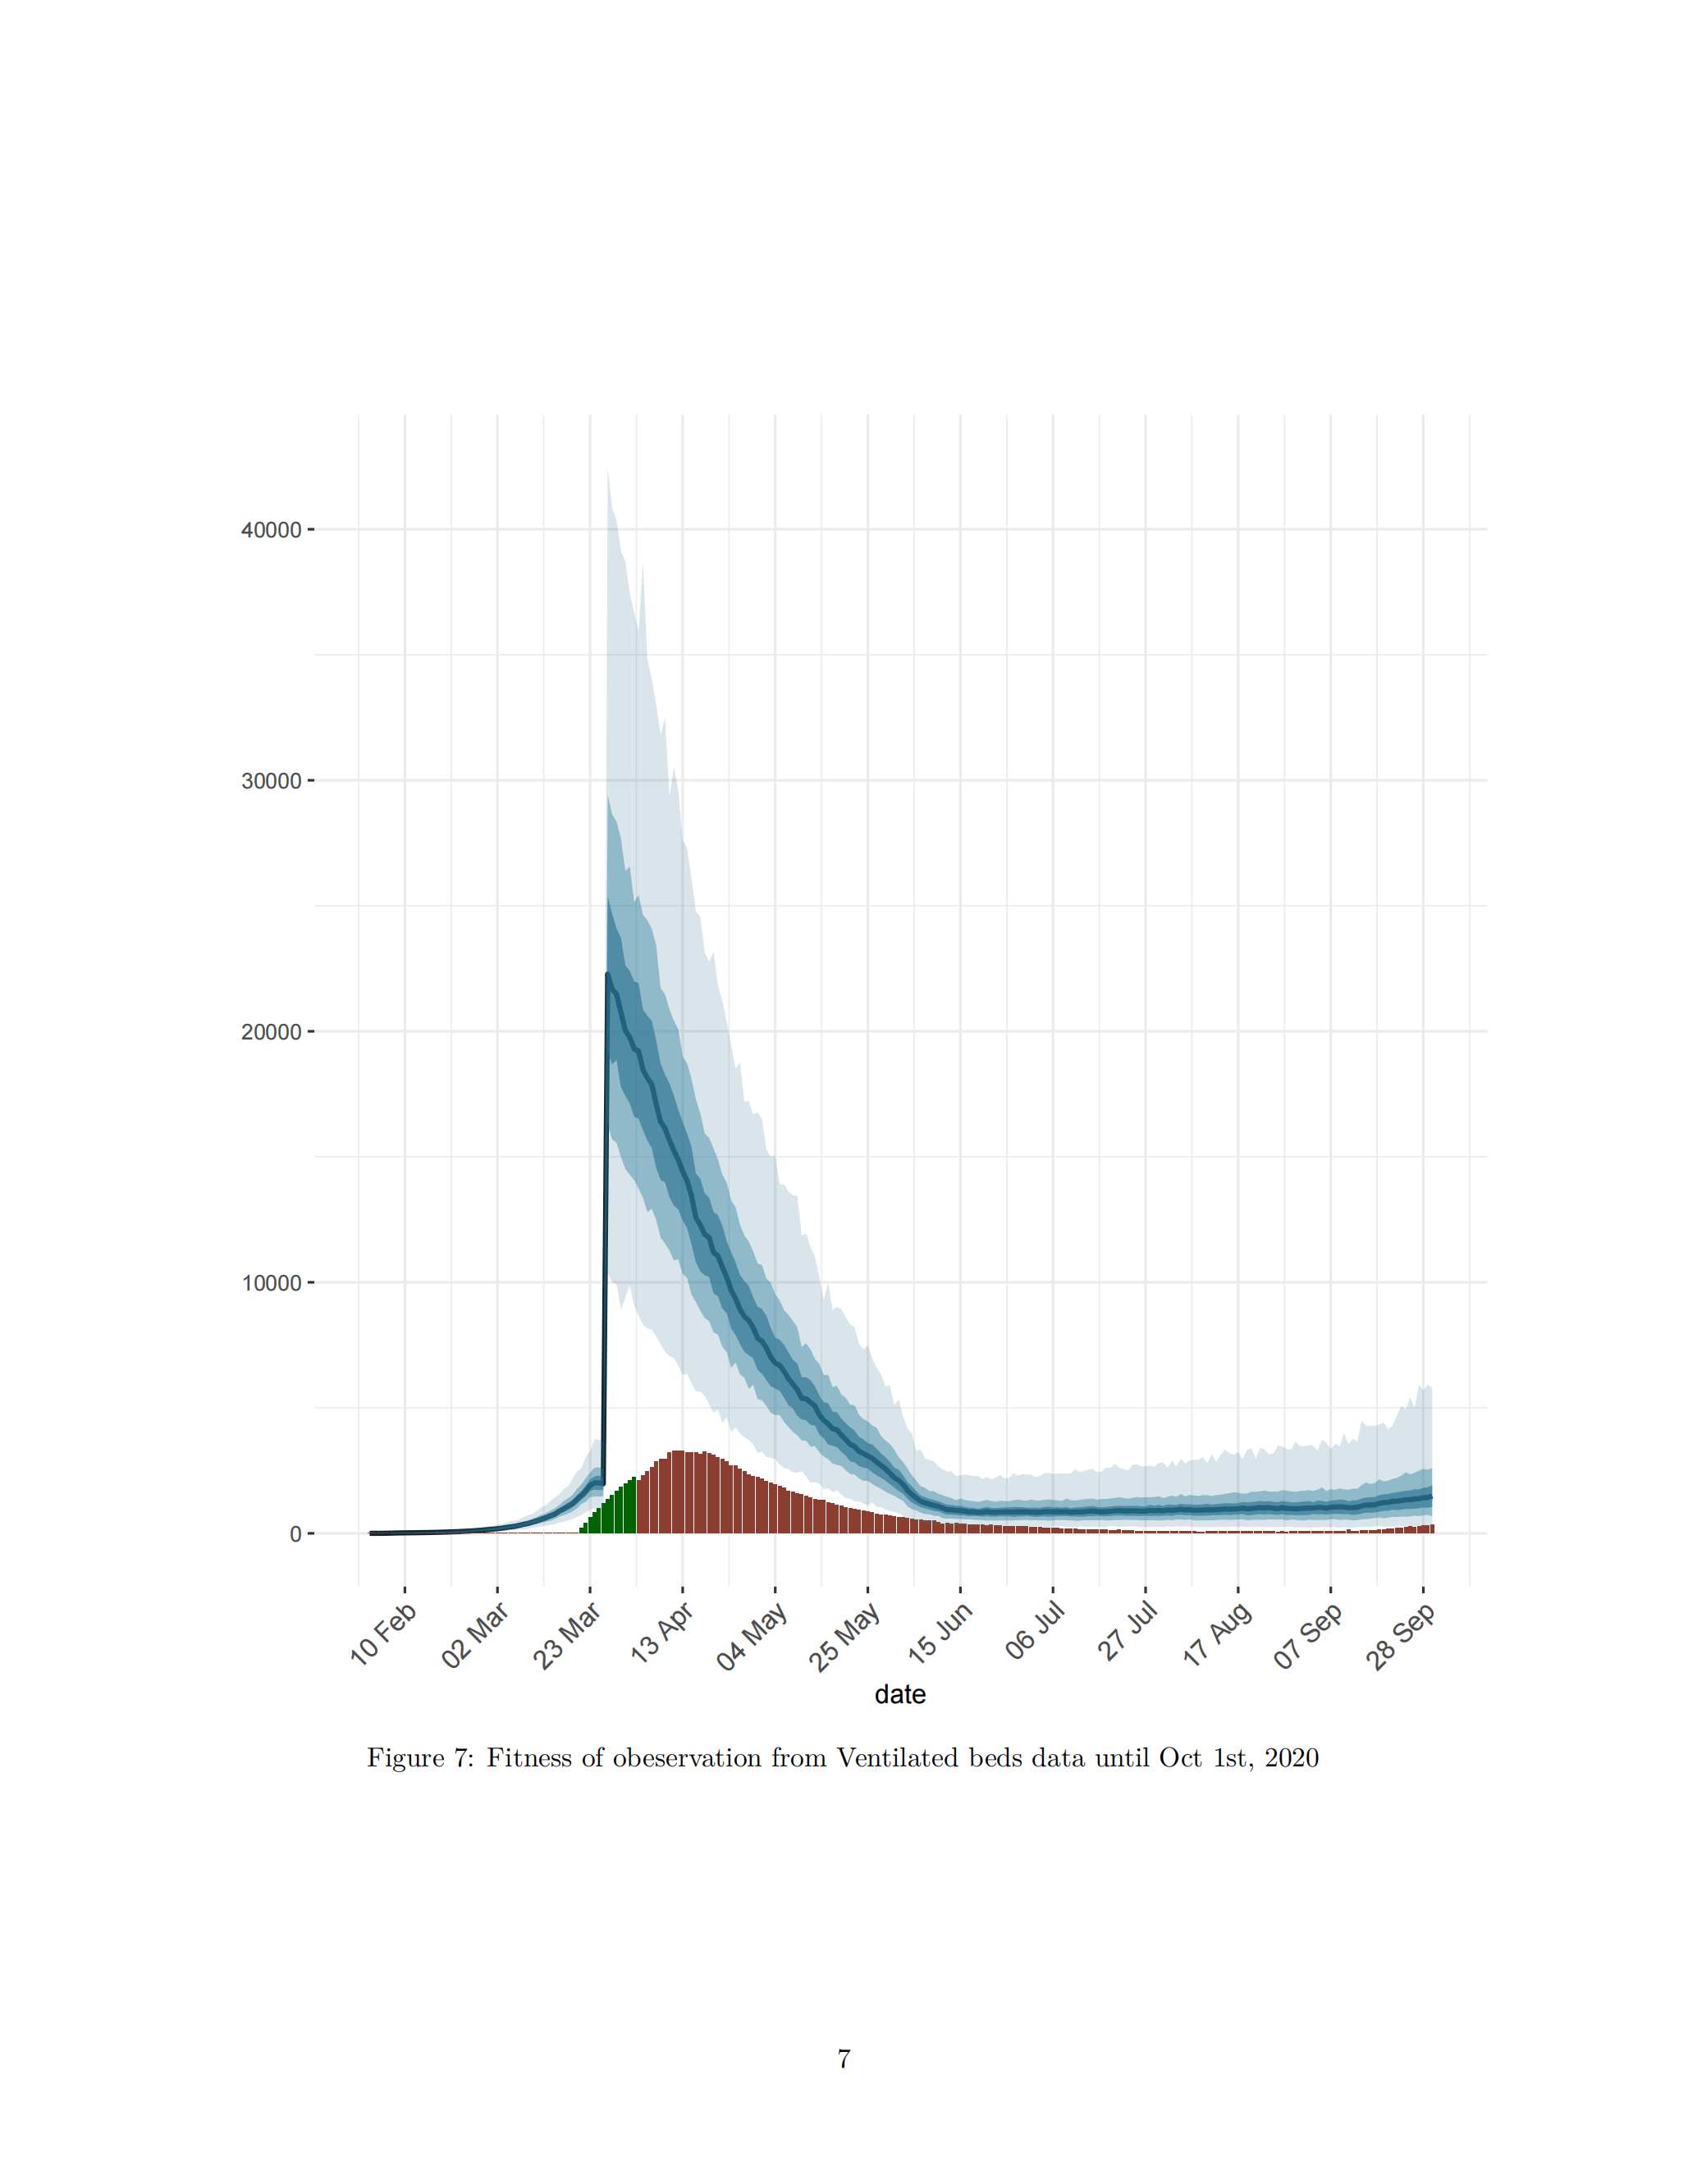 40000
30000
20000
10000
0
10 Feb
02 Mar
23 Mar
13 Apr
04 May
25 May
15 Jun
06 Jul
27 Jul
17 Aug
07 Sep
28 Sep
date
Figure 7: Fitness of obeservation from Ventilated beds data until Oct 1st, 2020
7